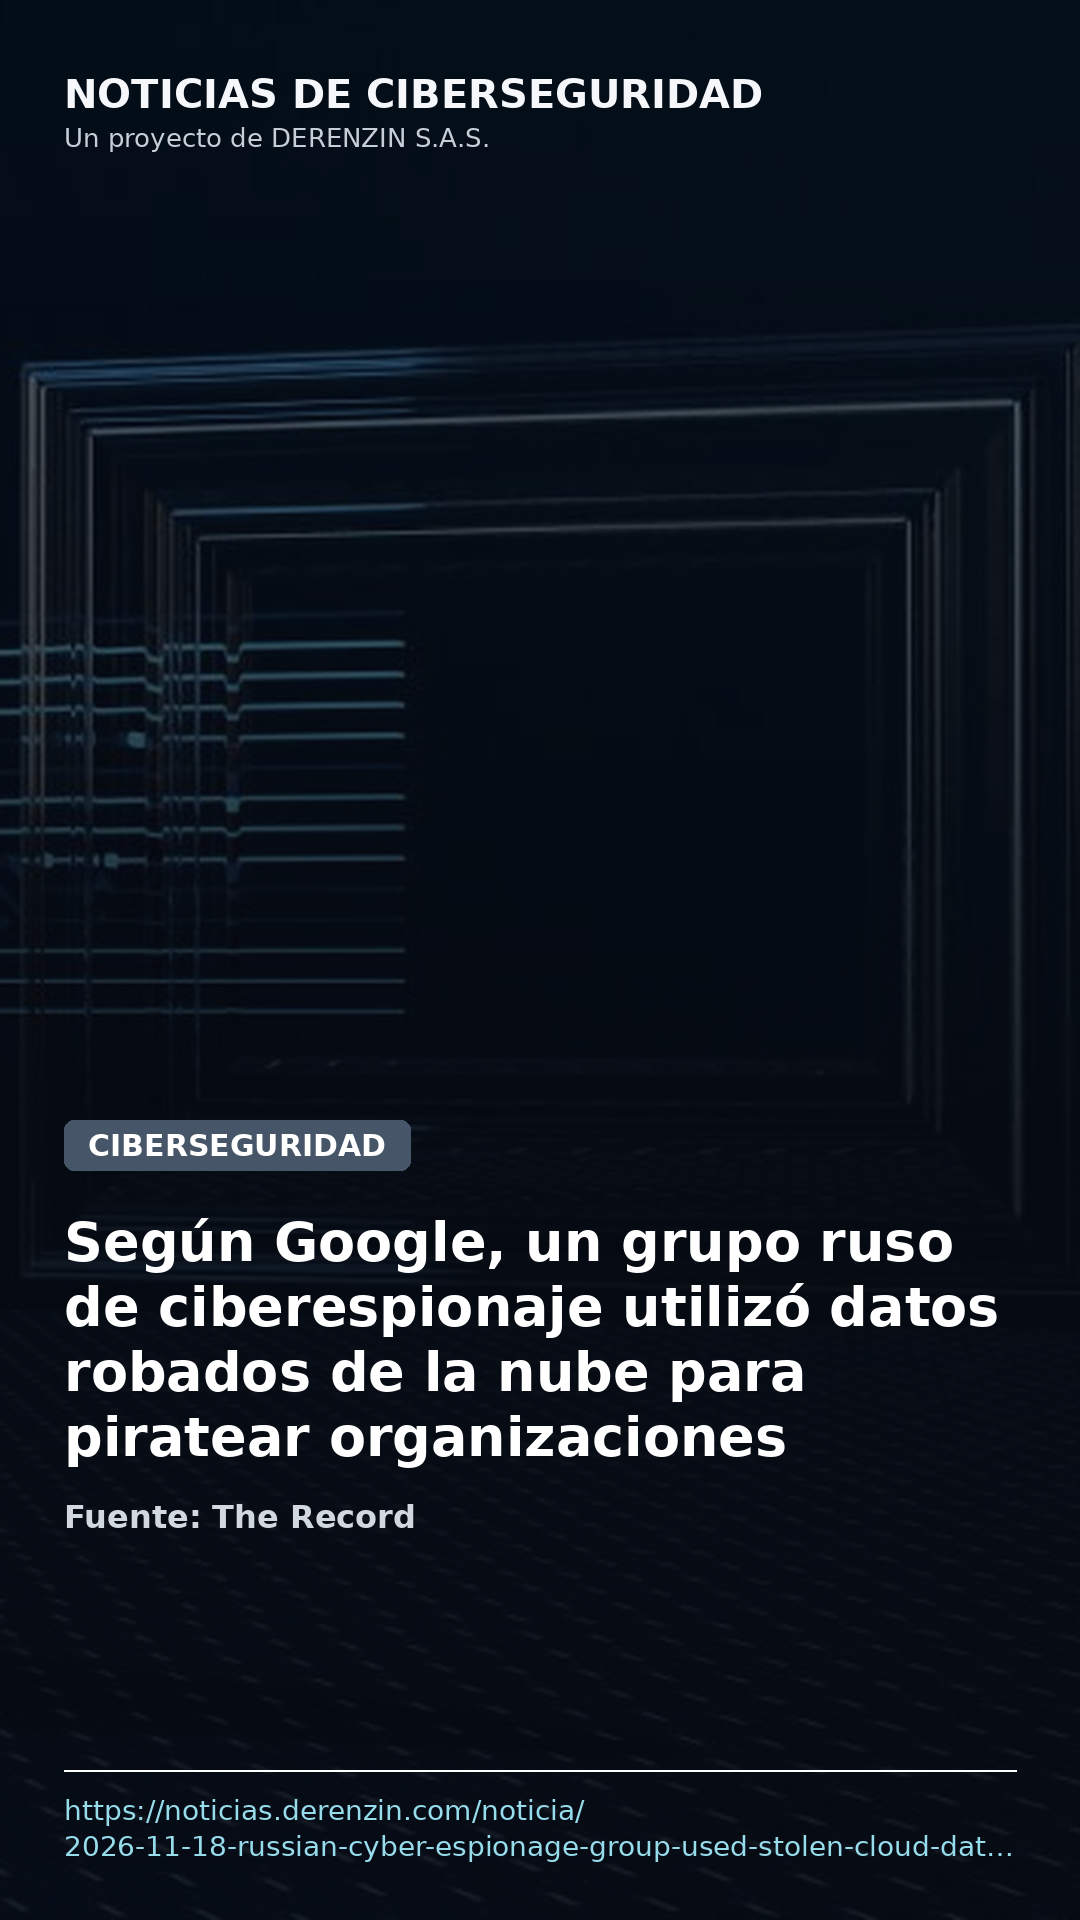 NOTICIAS DE CIBERSEGURIDAD
Un proyecto de DERENZIN S.A.S.
CIBERSEGURIDAD
Según Google, un grupo ruso
de ciberespionaje utilizó datos
robados de la nube para
piratear organizaciones
Fuente: The Record
https://noticias.derenzin.com/noticia/
2026-11-18-russian-cyber-espionage-group-used-stolen-cloud-dat…